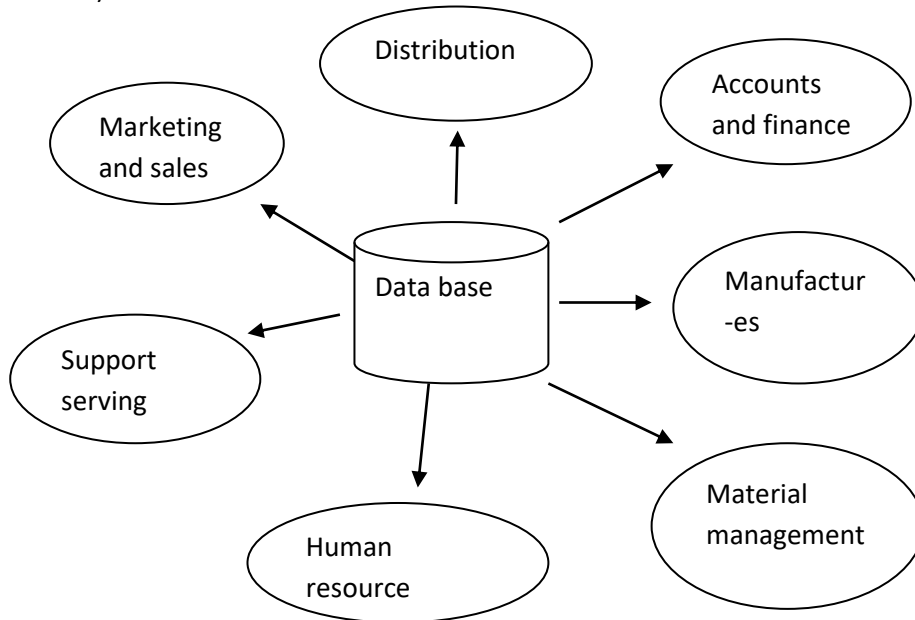 Distribution
Accounts
and finance
Marketing
and sales
Data base
Manufactur
-es
Support
serving
Material
management
Human
resource